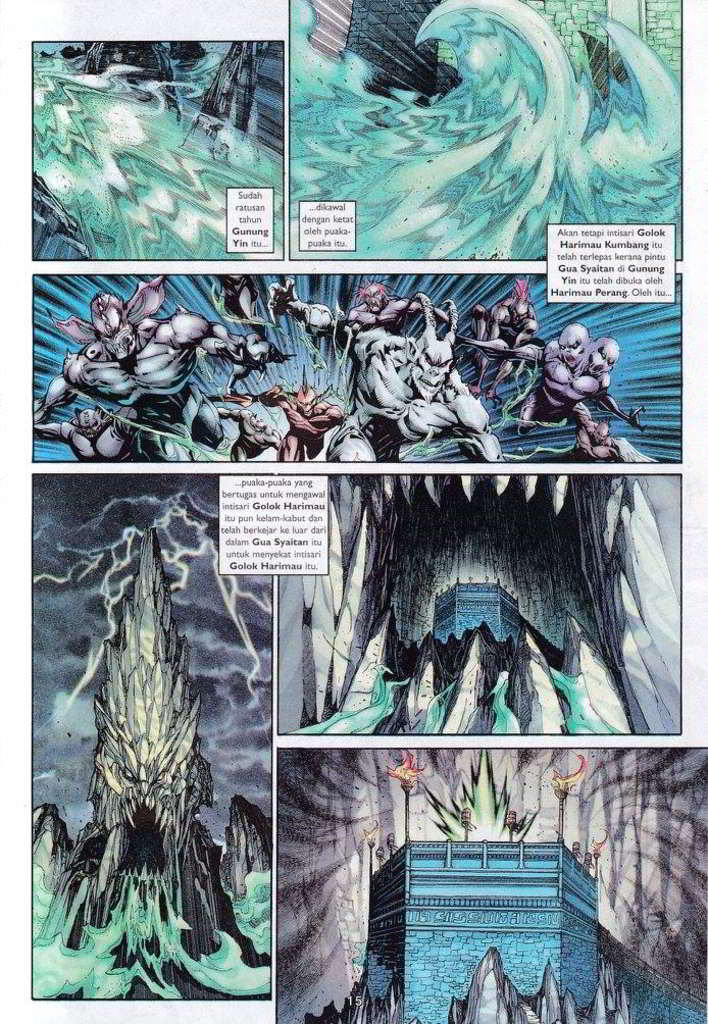 Sudah
ratusan
tahun
Gunung
Yin itu...
...dikawal
dengan ketat
oleh puaka-
puaka itu.
Akan tetapi intisari Golok
Harimau Kumbang itu
telah terlepas kerana pintu
Gua Syaitan di Gunung
Yin itu telah dibuka oleh
Harimau Perang. Oleh itu...
...puaka-puaka yang
bertugas untuk mengawal
intisari Golok Harimau
itu pun kelam-kabut dan
telah berkejar ke luar dari
dalam Gua Syaitan itu
untuk menyekat intisari
Golok Harimau itu.
15